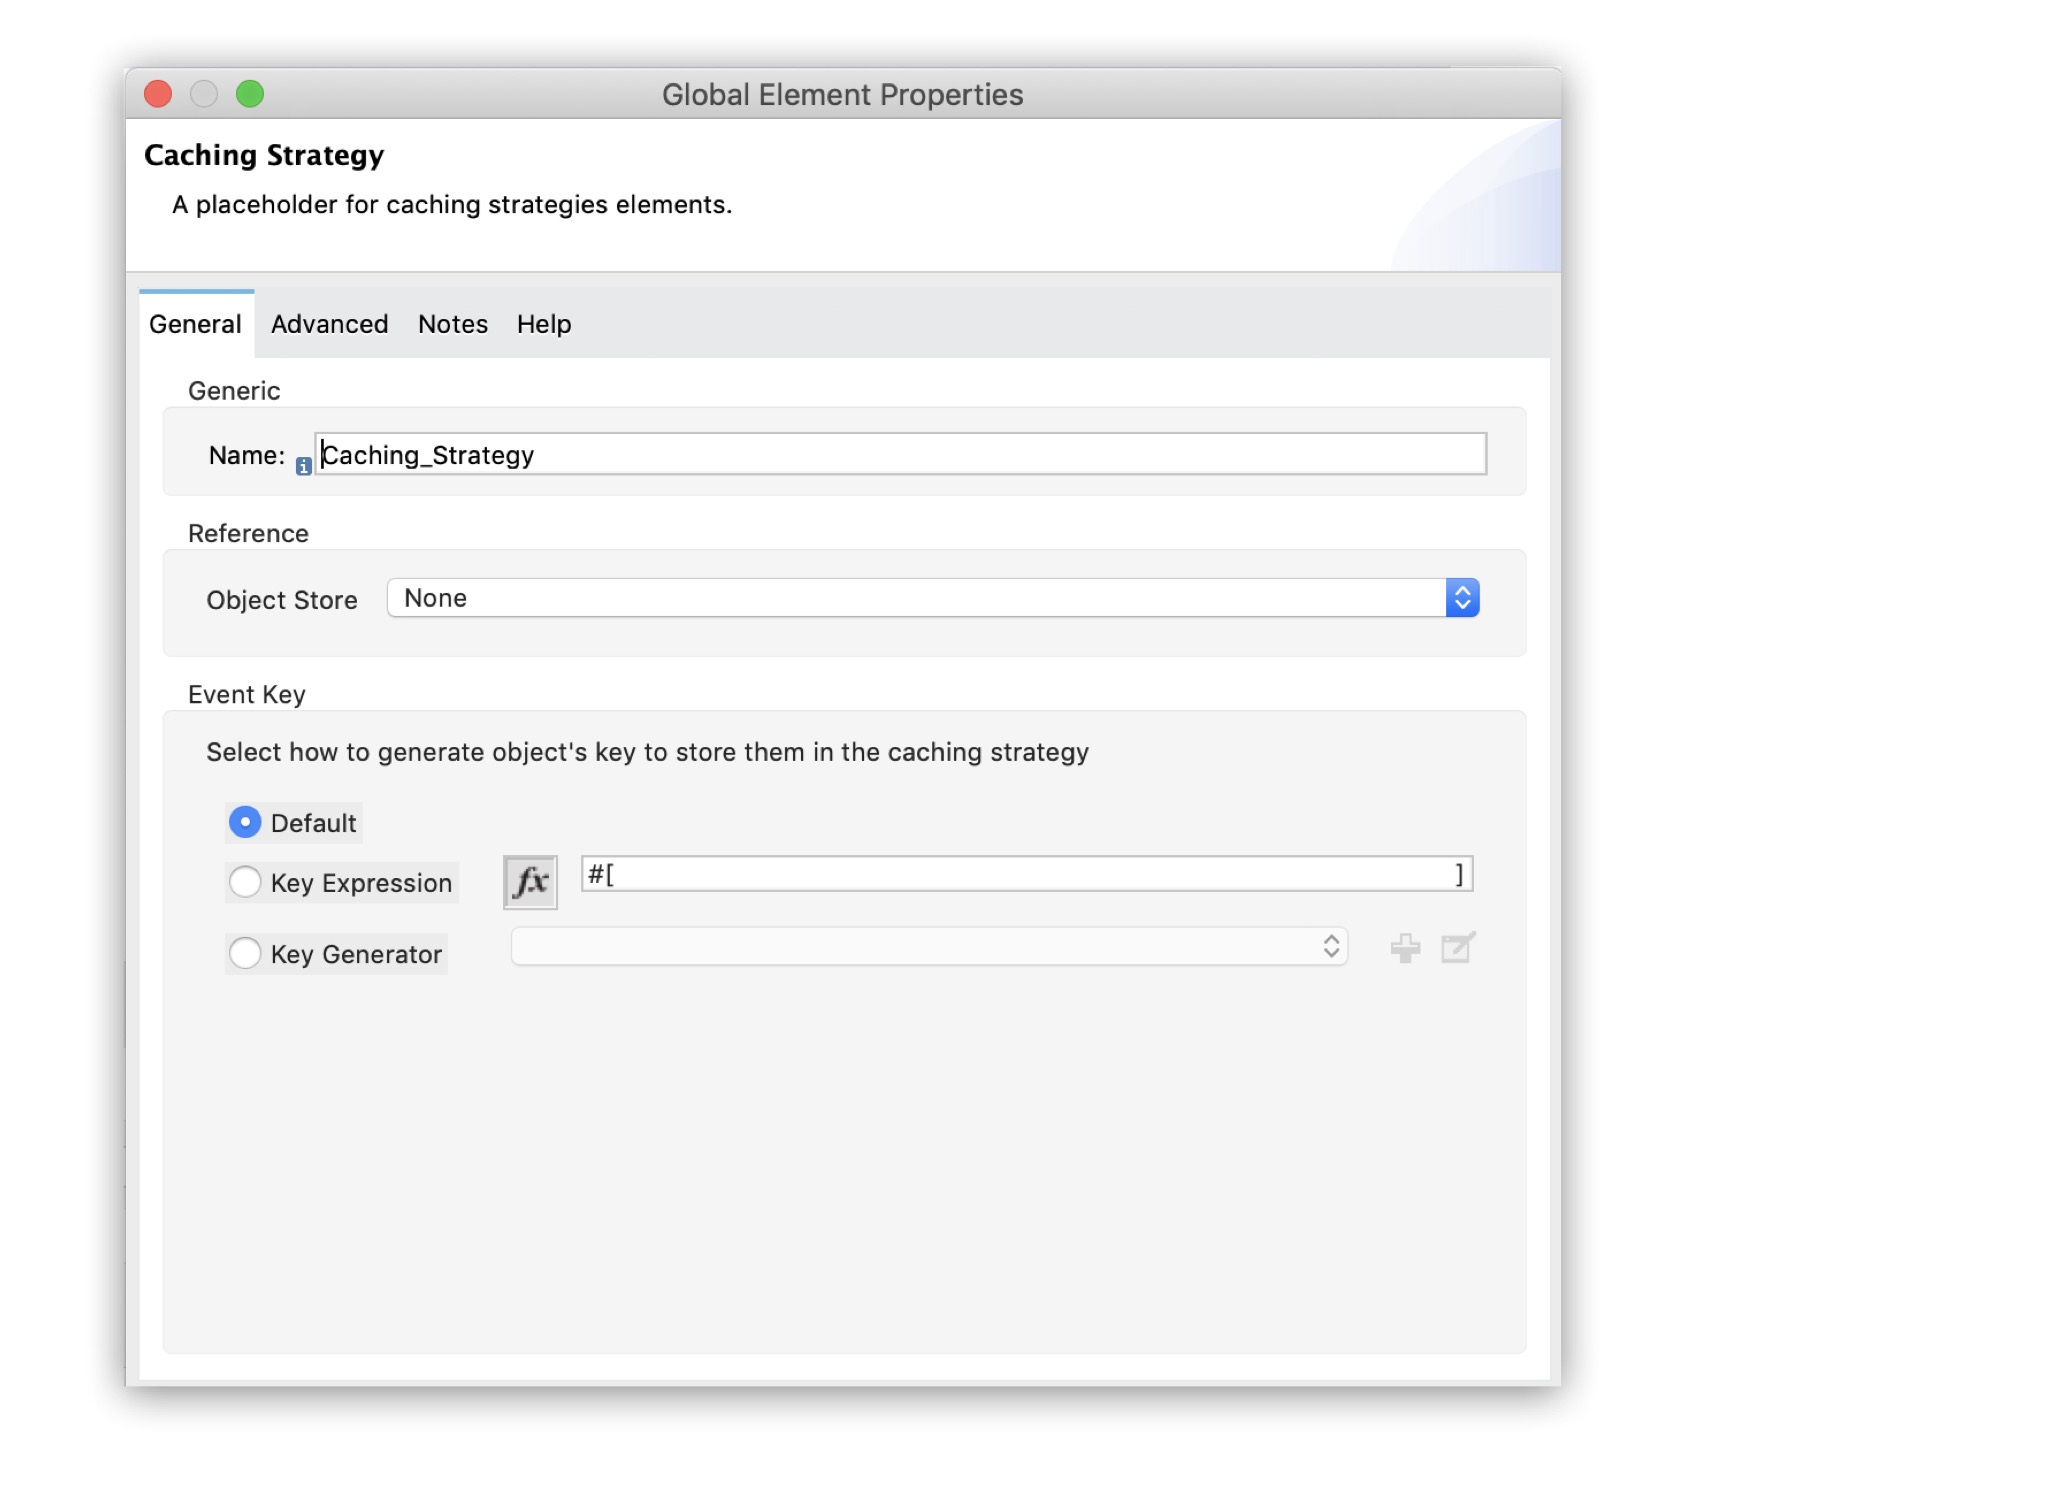 Global Element Properties
Caching Strategy
A placeholder for caching strategies elements.
General Advanced Notes Help
Generic
Name: Caching_Strategy
Reference
Object Store None
Event Key
Select how to generate object's key to store them in the caching strategy
Default
Key Expression fx #[ ]
Key Generator